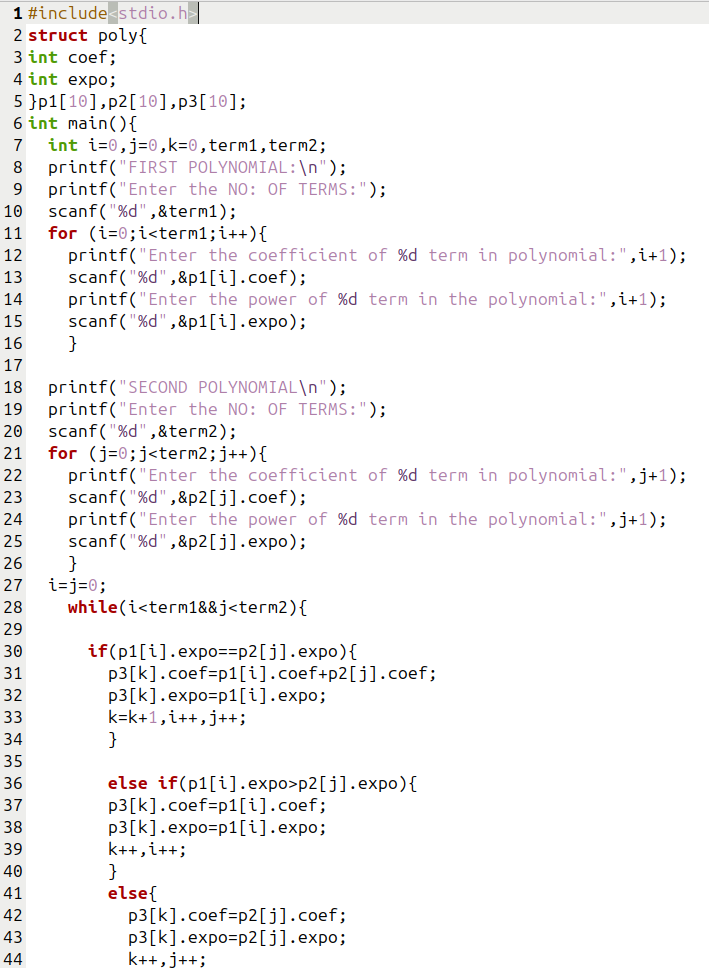 1 #include<stdio.h>
2 struct poly{
3 int coef;
4 int expo;
5 }p1[10],p2[10],p3[10];
6 int main(){
7   int i=0,j=0,k=0,term1,term2;
8   printf("FIRST POLYNOMIAL:\n");
9   printf("Enter the NO: OF TERMS:");
10   scanf("%d",&term1);
11   for (i=0;i<term1;i++){
12     printf("Enter the coefficient of %d term in polynomial:",i+1);
13     scanf("%d",&p1[i].coef);
14     printf("Enter the power of %d term in the polynomial:",i+1);
15     scanf("%d",&p1[i].expo);
16     }
17
18   printf("SECOND POLYNOMIAL\n");
19   printf("Enter the NO: OF TERMS:");
20   scanf("%d",&term2);
21   for (j=0;j<term2;j++){
22     printf("Enter the coefficient of %d term in polynomial:",j+1);
23     scanf("%d",&p2[j].coef);
24     printf("Enter the power of %d term in the polynomial:",j+1);
25     scanf("%d",&p2[j].expo);
26     }
27   i=j=0;
28     while(i<term1&&j<term2){
29
30       if(p1[i].expo==p2[j].expo){
31         p3[k].coef=p1[i].coef+p2[j].coef;
32         p3[k].expo=p1[i].expo;
33         k=k+1,i++,j++;
34         }
35
36         else if(p1[i].expo>p2[j].expo){
37         p3[k].coef=p1[i].coef;
38         p3[k].expo=p1[i].expo;
39         k++,i++;
40         }
41         else{
42           p3[k].coef=p2[j].coef;
43           p3[k].expo=p2[j].expo;
44           k++,j++;